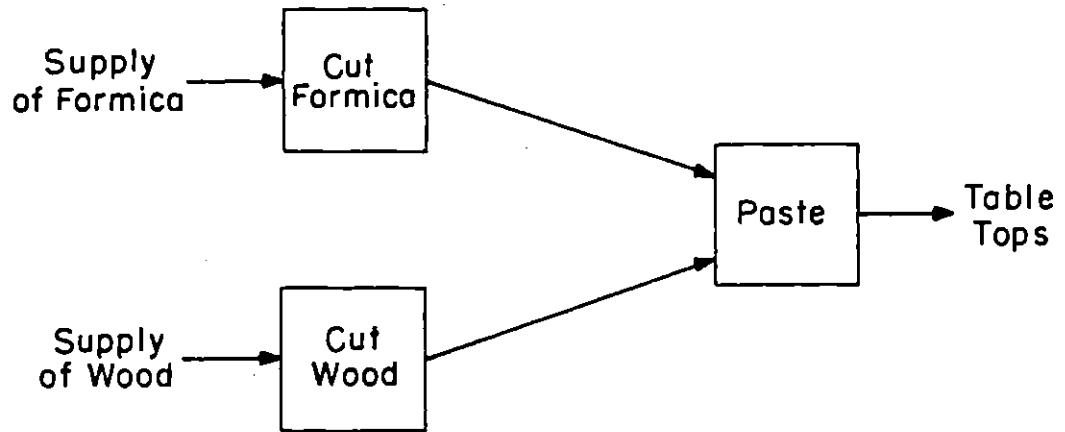 Supply
of Formica
Cut
Formica
Paste
Table
Tops
Supply
of Wood
Cut
Wood